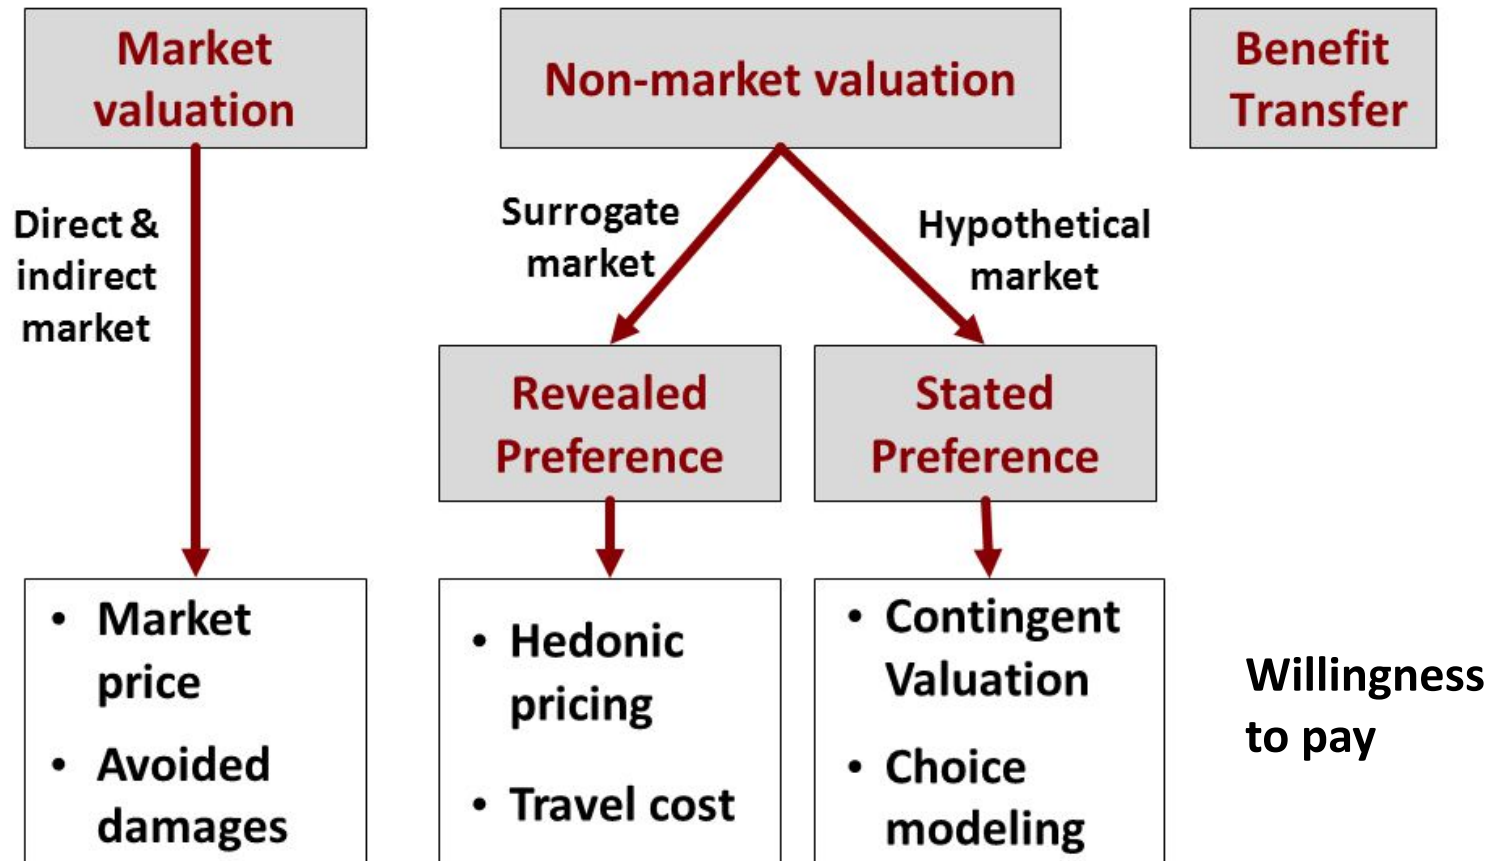 Market
valuation
Non-market valuation
Benefit
Transfer
Direct &
indirect
market
Surrogate
market
Hypothetical
market
Revealed
Preference
Stated
Preference
• Market
price
• Avoided
damages
• Hedonic
pricing
• Travel cost
• Contingent
Valuation
• Choice
modeling
Willingness
to pay